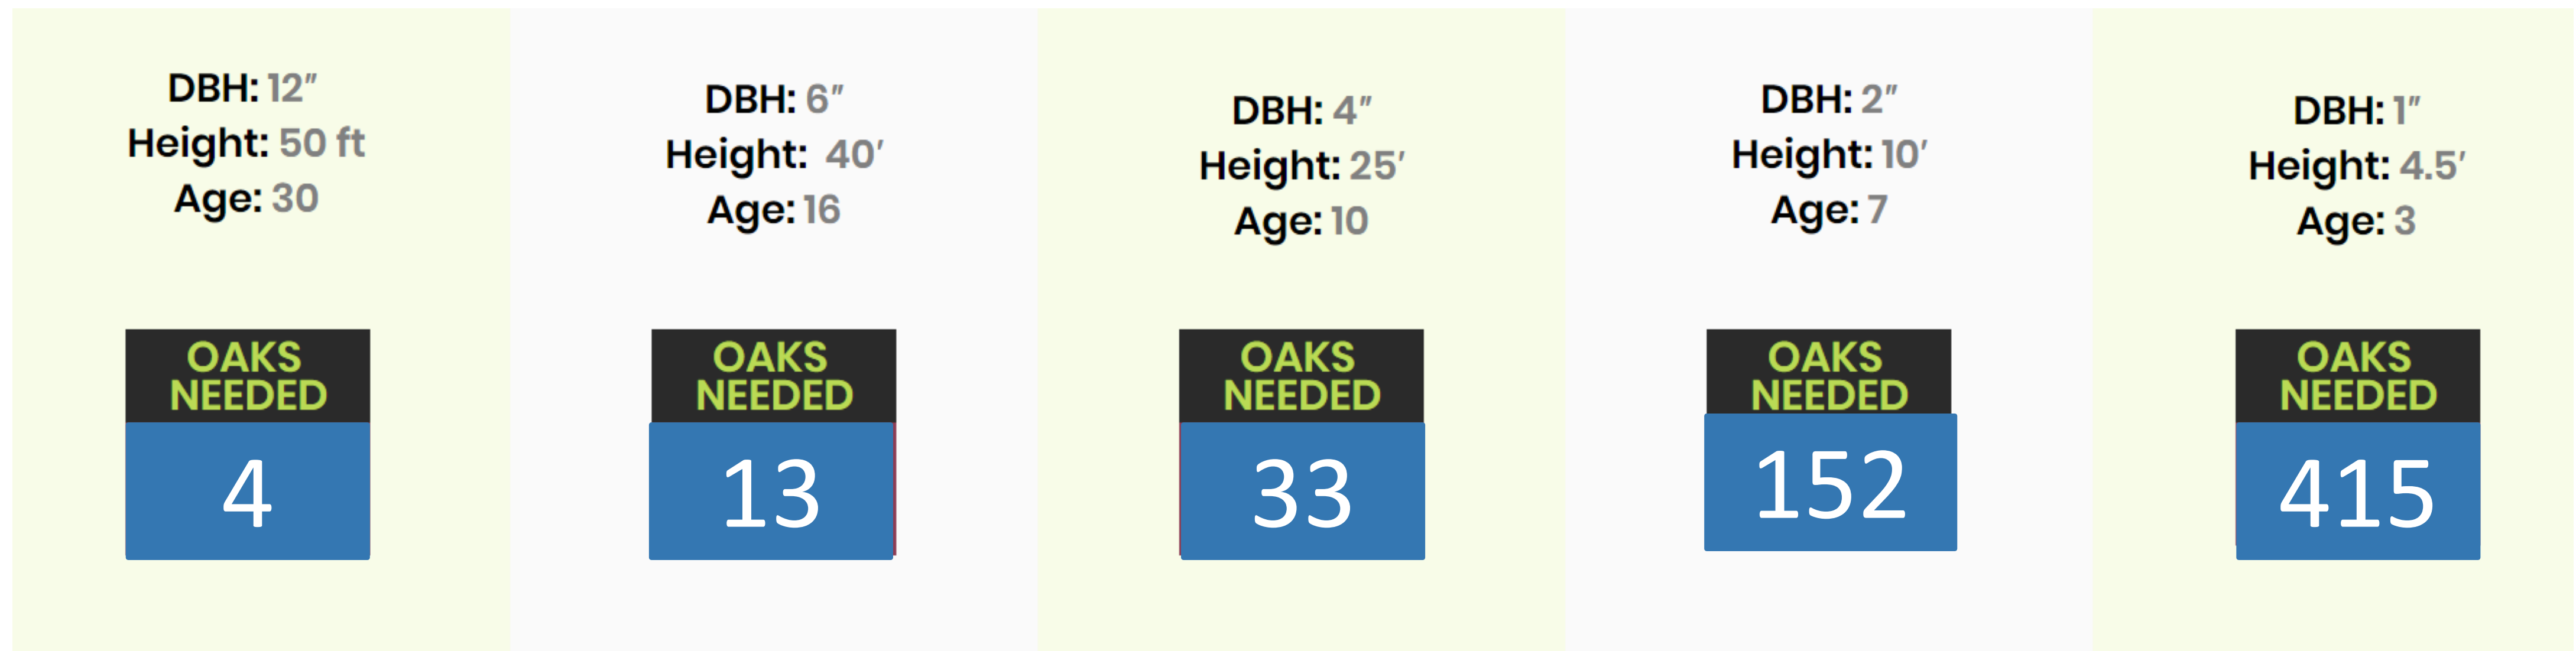 DBH: 12″
Height: 50 ft
Age: 30
OAKS
NEEDED
4
DBH: 6″
Height: 40′
Age: 16
OAKS
NEEDED
13
DBH: 4″
Height: 25′
Age: 10
OAKS
NEEDED
33
DBH: 2″
Height: 10′
Age: 7
OAKS
NEEDED
152
DBH: 1″
Height: 4.5′
Age: 3
OAKS
NEEDED
415